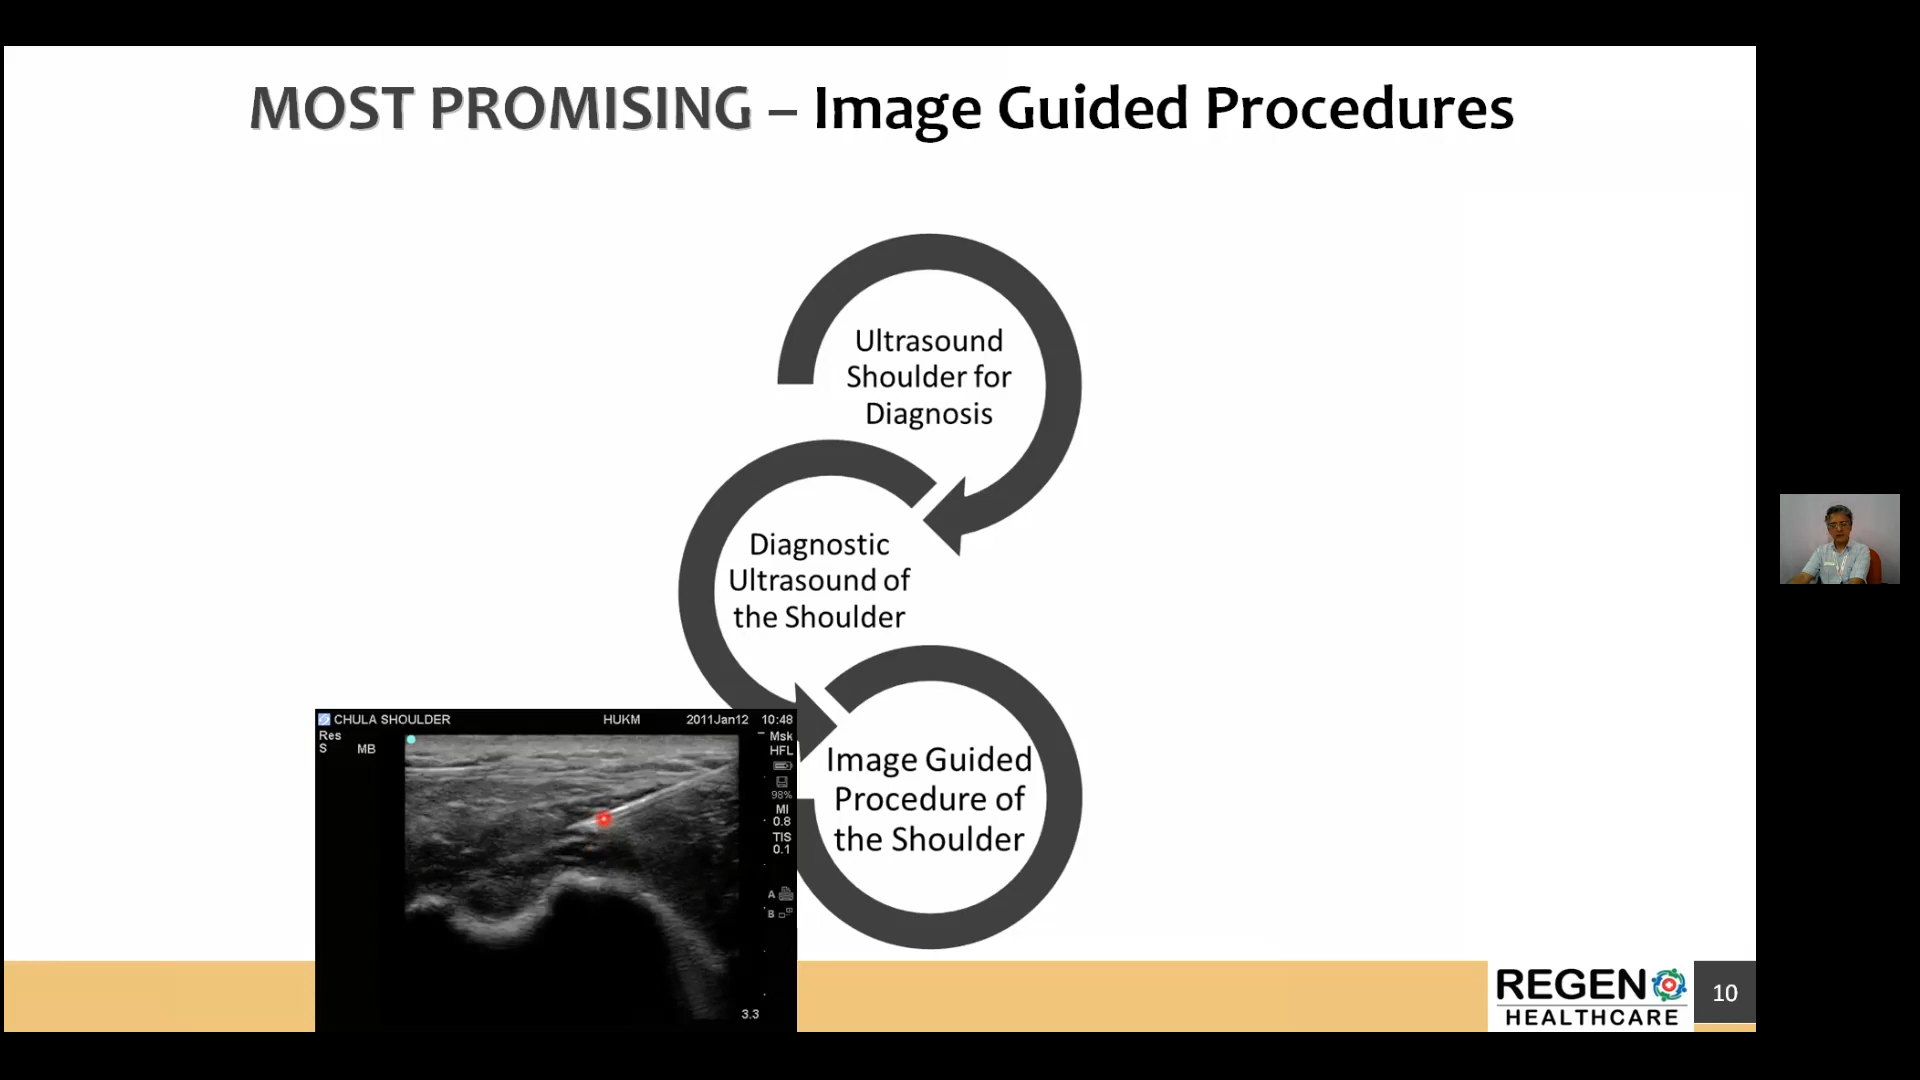 MOST PROMISING – Image Guided Procedures
Ultrasound
Shoulder for
Diagnosis
Diagnostic
Ultrasound of
the Shoulder
Image Guided
Procedure of
the Shoulder
CHULA SHOULDER HUKM 2011Jan12 10:48
Res
S MB
Msk
HFL
98%
MI
0.8
TIS
0.1
A
B
3.3
REGEN
HEALTHCARE
10